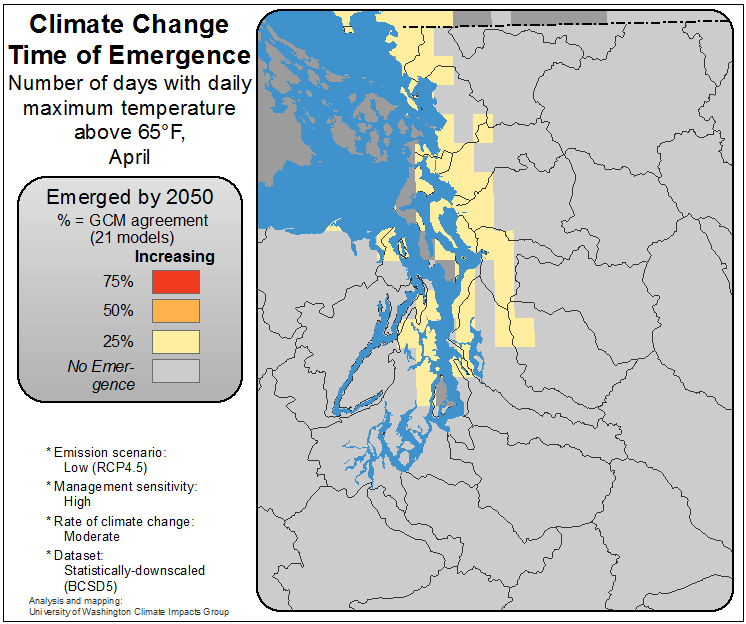 Climate Change
Time of Emergence
Number of days with daily
maximum temperature
above 65°F,
April
Emerged by 2050
% = GCM agreement
(21 models)
Increasing
75%
50%
25%
No Emer-
gence
* Emission scenario:
Low (RCP4.5)
* Management sensitivity:
High
* Rate of climate change:
Moderate
* Dataset:
Statistically-downscaled
(BCSD5)
Analysis and mapping:
University of Washington Climate Impacts Group